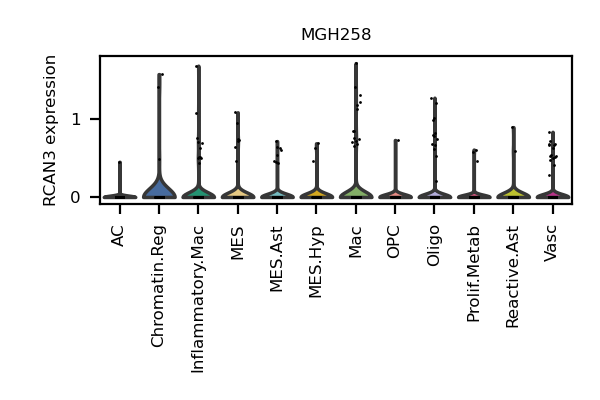 MGH258
RCAN3 expression
1
0
AC
Chromatin.Reg
Inflammatory.Mac
MES
MES.Ast
MES.Hyp
Mac
OPC
Oligo
Prolif.Metab
Reactive.Ast
Vasc